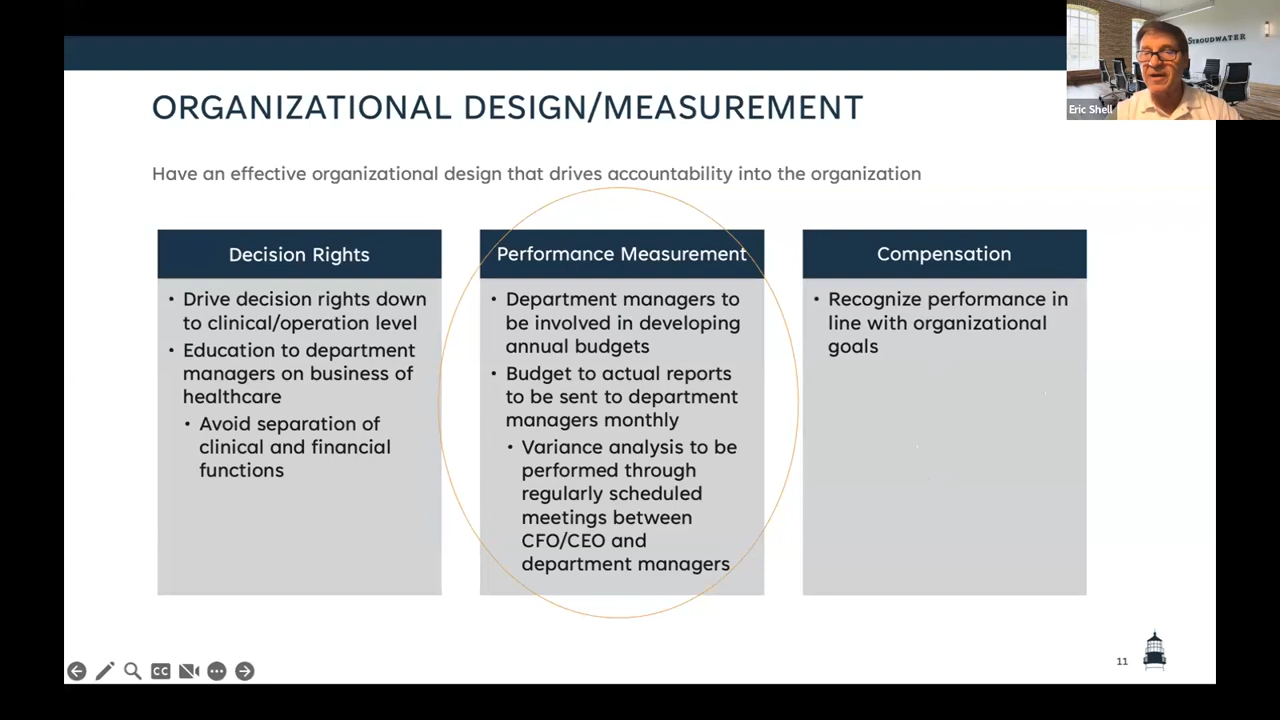 STROUDWATER
Eric Shell
ORGANIZATIONAL DESIGN/MEASUREMENT
Have an effective organizational design that drives accountability into the organization
Decision Rights
• Drive decision rights down
to clinical/operation level
• Education to department
managers on business of
healthcare
• Avoid separation of
clinical and financial
functions
Performance Measurement
• Department managers to
be involved in developing
annual budgets
• Budget to actual reports
to be sent to department
managers monthly
• Variance analysis to be
performed through
regularly scheduled
meetings between
CFO/CEO and
department managers
Compensation
• Recognize performance in
line with organizational
goals
CC
11